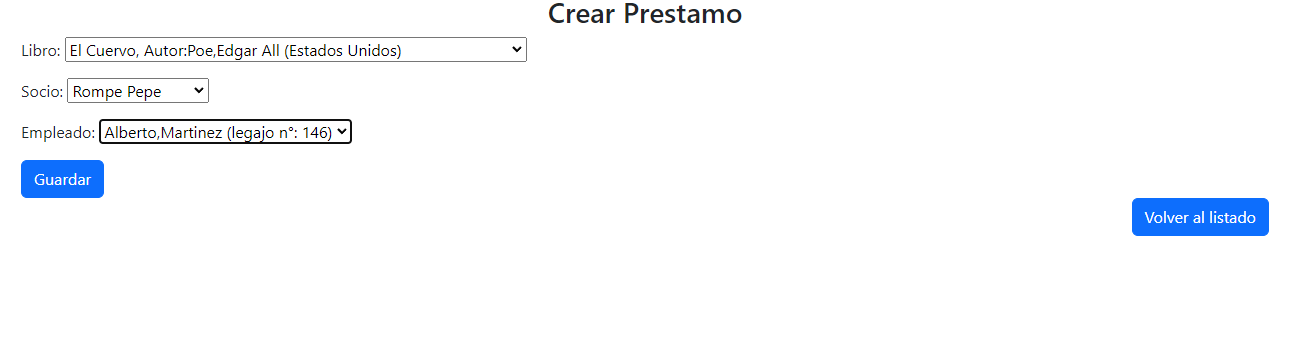 Crear Prestamo
Libro: El Cuervo, Autor:Poe,Edgar All (Estados Unidos)
Socio: Rompe Pepe
Empleado: Alberto,Martinez (legajo n°: 146)
Guardar
Volver al listado